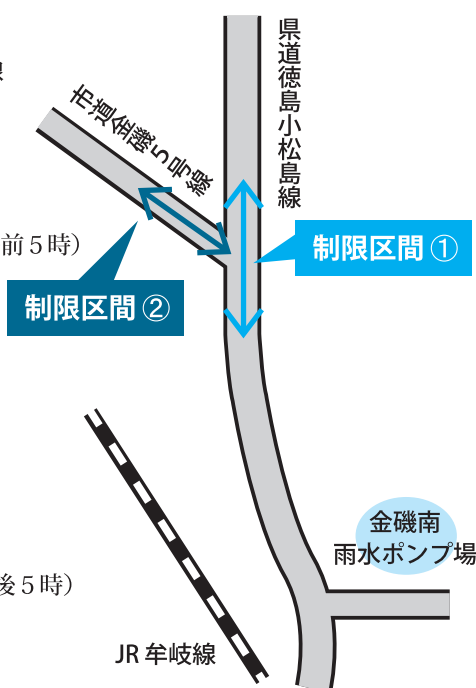 県道徳島小松島線
線
市道金磯5号線
前5時)
制限区間 ①
制限区間 ②
金磯南
雨水ポンプ場
後5時)
JR 牟岐線